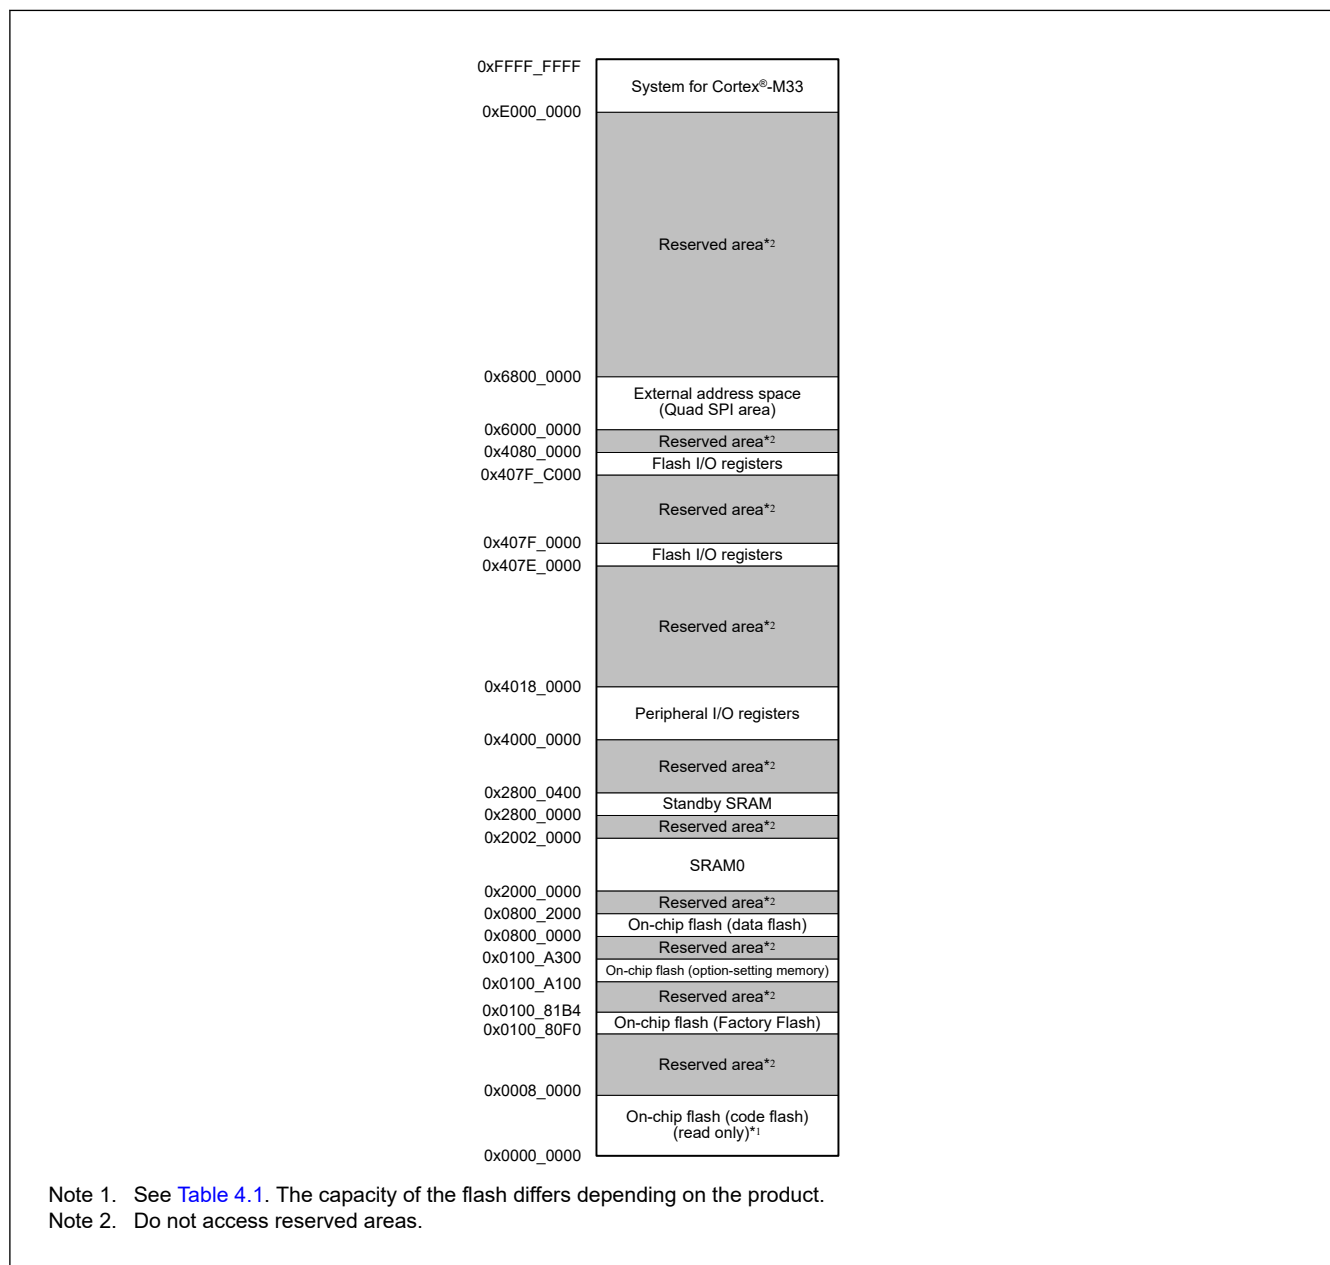 0xFFFF_FFFF
System for Cortex®-M33
0xE000_0000
Reserved area*2
0x6800_0000
External address space
(Quad SPI area)
0x6000_0000
Reserved area*2
0x4080_0000
Flash I/O registers
0x407F_C000
Reserved area*2
0x407F_0000
Flash I/O registers
0x407E_0000
Reserved area*2
0x4018_0000
Peripheral I/O registers
0x4000_0000
Reserved area*2
0x2800_0400
Standby SRAM
0x2800_0000
Reserved area*2
0x2002_0000
SRAM0
0x2000_0000
Reserved area*2
0x0800_2000
On-chip flash (data flash)
0x0800_0000
Reserved area*2
0x0100_A300
On-chip flash (option-setting memory)
0x0100_A100
Reserved area*2
0x0100_81B4
On-chip flash (Factory Flash)
0x0100_80F0
Reserved area*2
0x0008_0000
On-chip flash (code flash)
(read only)*1
0x0000_0000
Note 1. See Table 4.1. The capacity of the flash differs depending on the product.
Note 2. Do not access reserved areas.